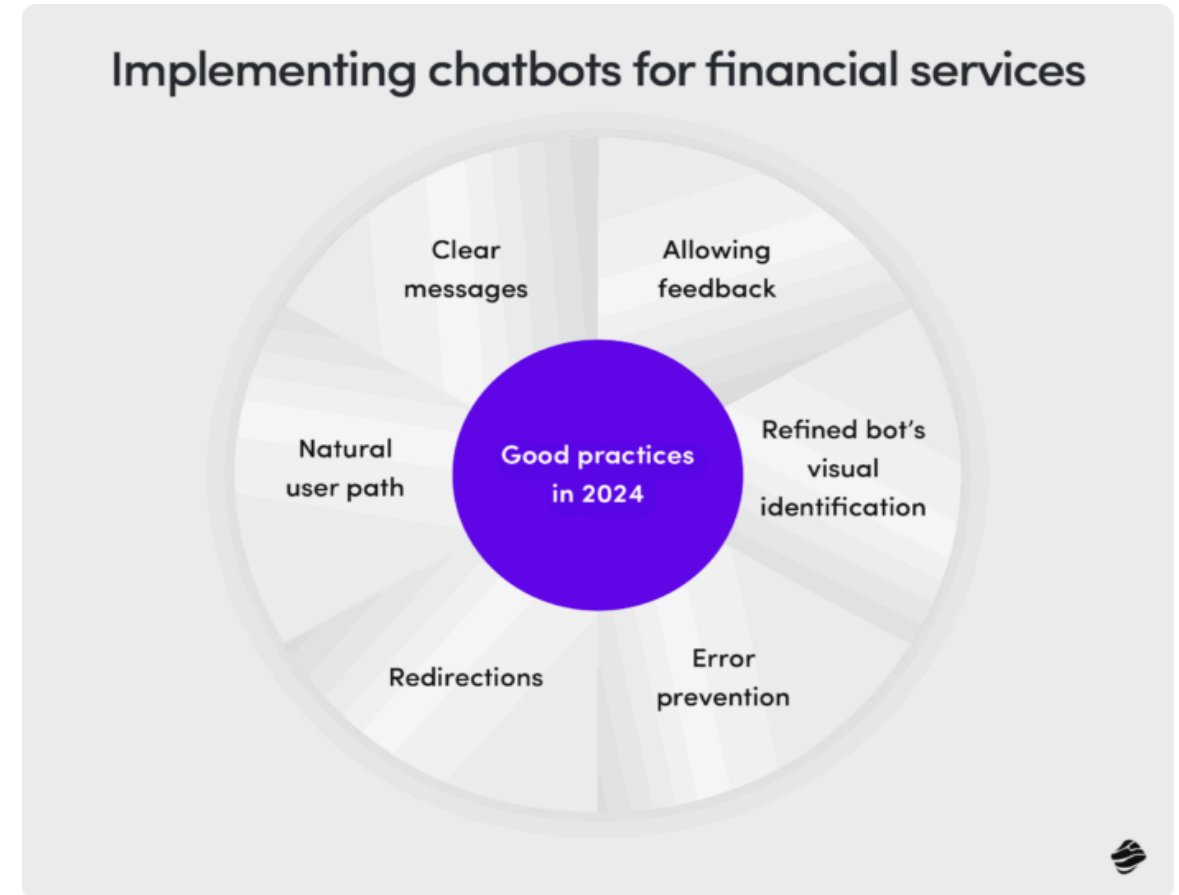 Implementing chatbots for financial services
Clear
messages
Allowing
feedback
Natural
user path
Good practices
in 2024
Refined bot's
visual
identification
Redirections
Error
prevention